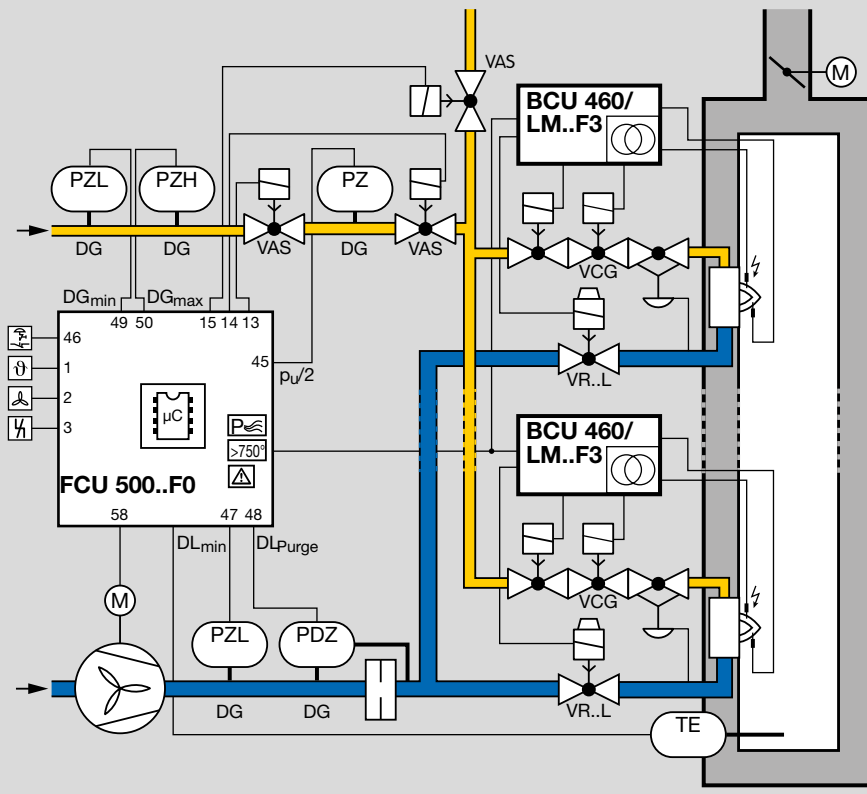 VAS
M
BCU 460/
LM..F3
PZL
PZH
PZ
DG
DG
VAS
DG
VAS
VCG
DGmin
DGmax
49 50
15 14 13
46
1
2
3
45
pu/2
µC
P
>750°
FCU 500..F0
VR..L
BCU 460/
LM..F3
58
47 48
DLmin
DLPurge
VCG
M
PZL
PDZ
DG
DG
VR..L
TE
ϑ